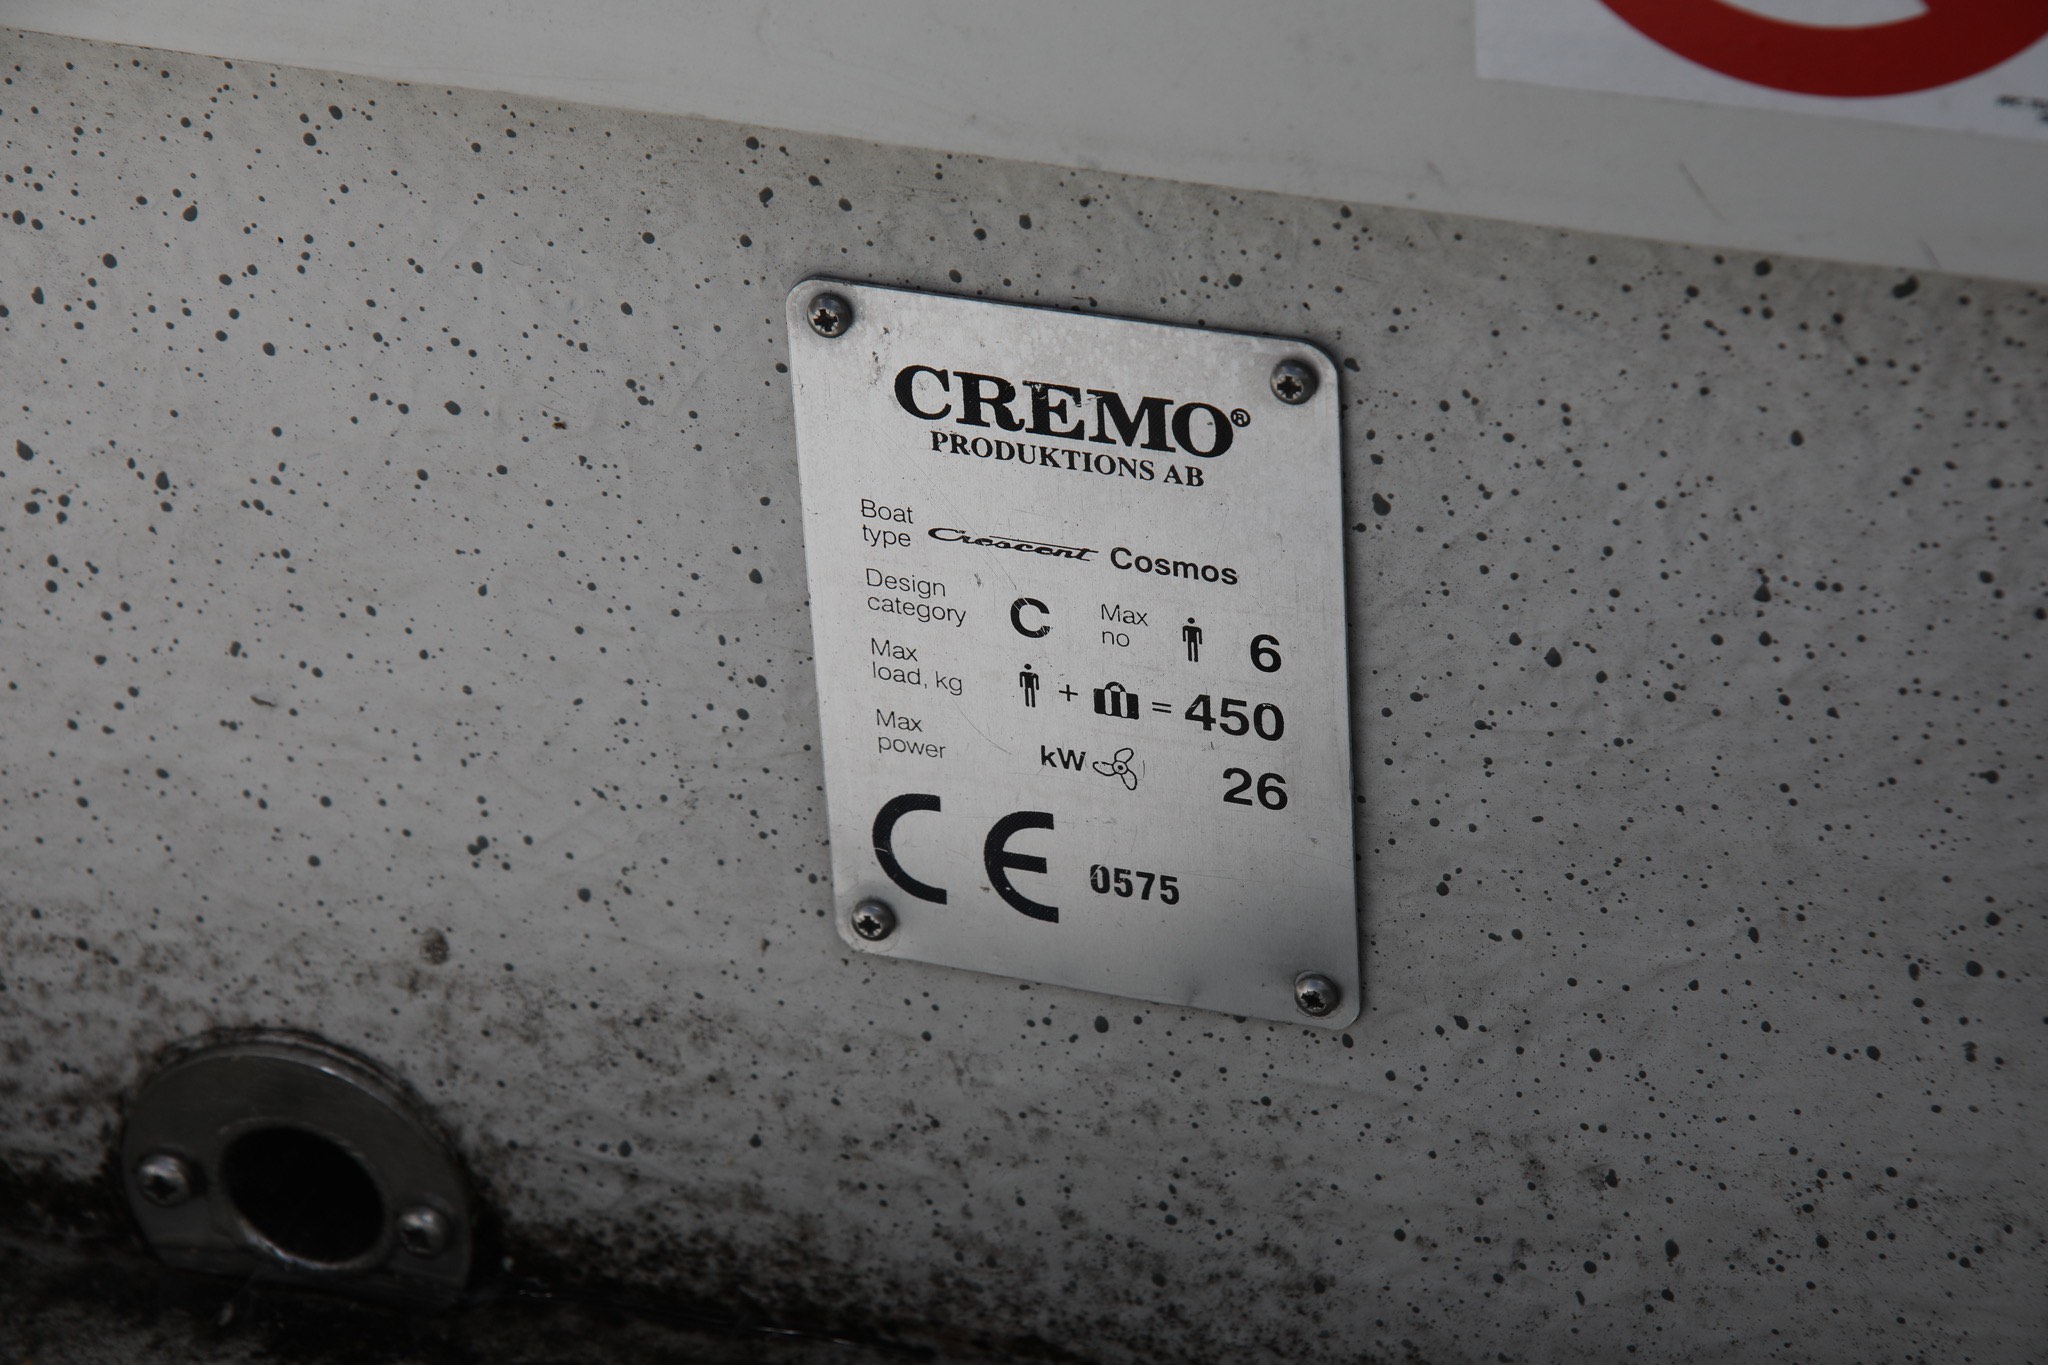 CREMO®
PRODUKTIONS AB
Boat
type Crescent Cosmos
Design
category C Max
no 6
Max
load, kg + = 450
Max
power kW 26
CE 0575